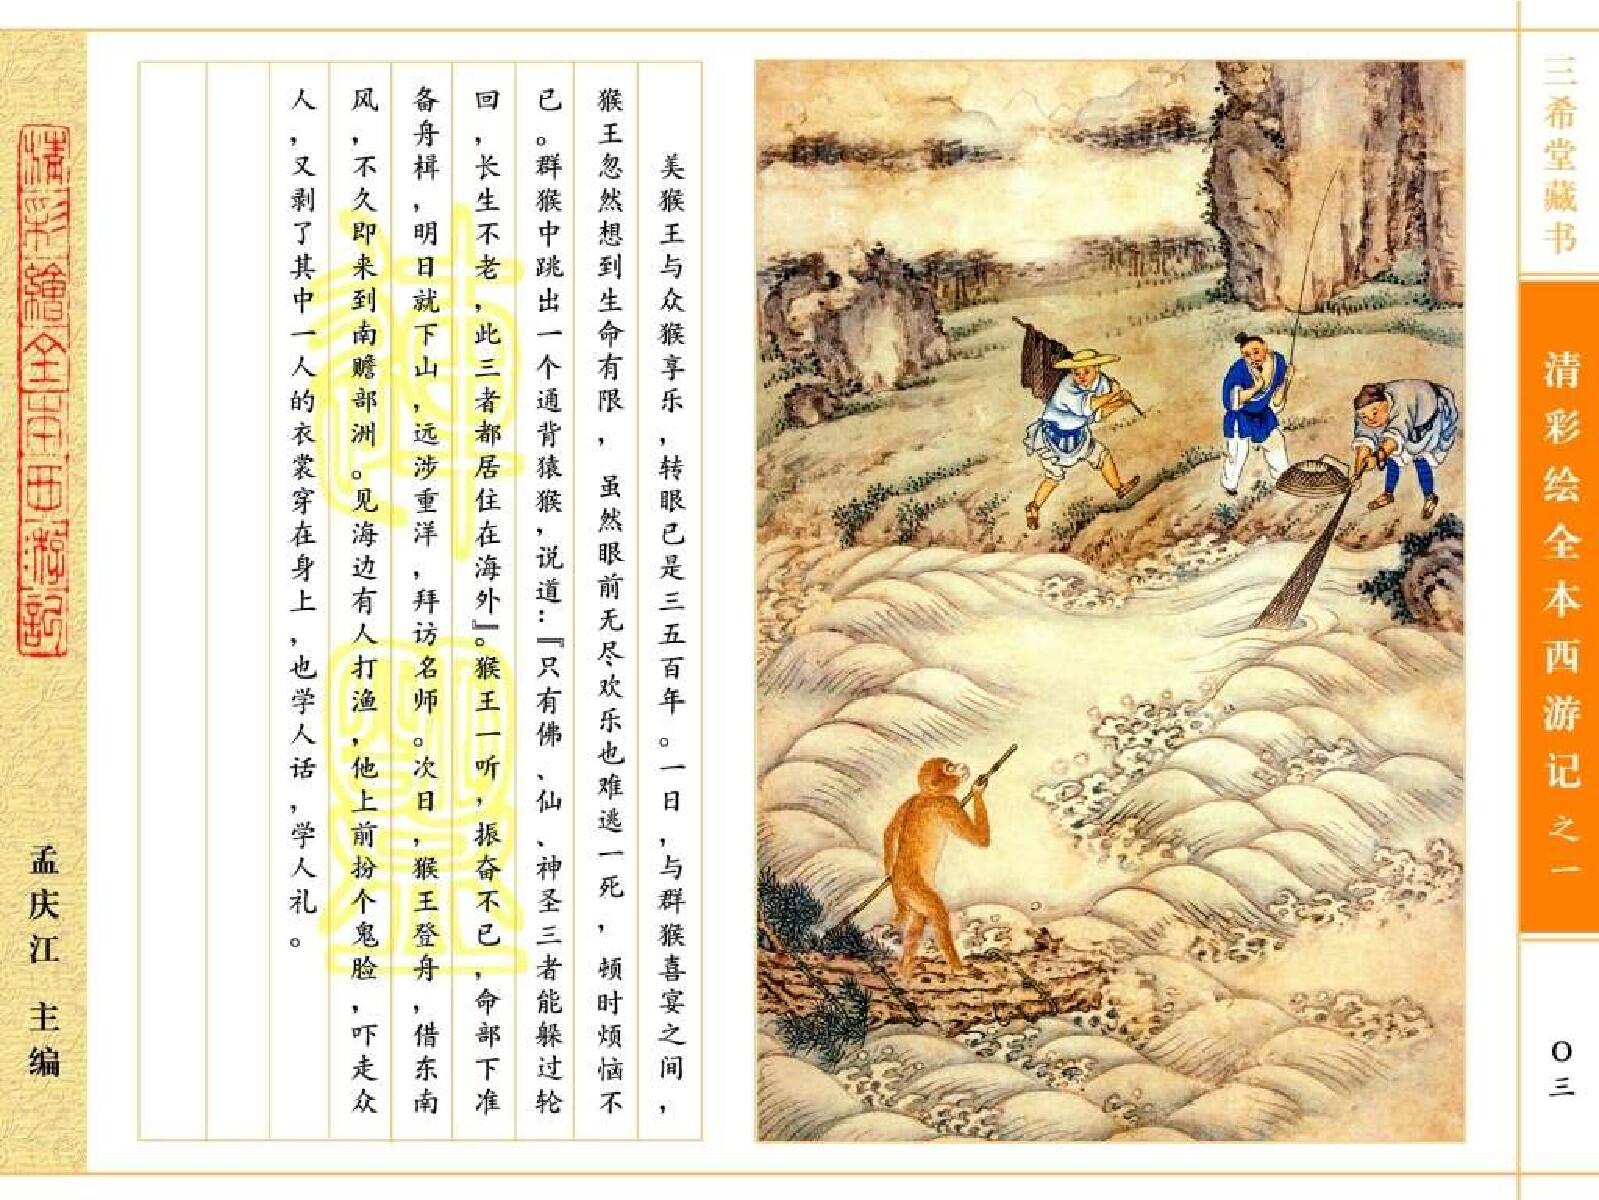 三希堂藏书
清彩绘全本西游记之一
〇三
美猴王与众猴享乐，转眼已是三五百年。一日，与群猴喜宴之间，
猴王忽然想到生命有限，虽然眼前无尽欢乐也难逃一死，顿时烦恼不
已。群猴中跳出一个通背猿猴，说道：『只有佛、仙、神圣三者能躲过轮
回，长生不老，此三者都居住在海外』。猴王一听，振奋不已，命部下准
备舟楫，明日就下山，远涉重洋，拜访名师。次日，猴王登舟，借东南
风，不久即来到南赡部洲。见海边有人打渔，他上前扮个鬼脸，吓走众
人，又剥了其中一人的衣裳穿在身上，也学人话，学人礼。
清彩繪全本西游記
孟庆江 主编